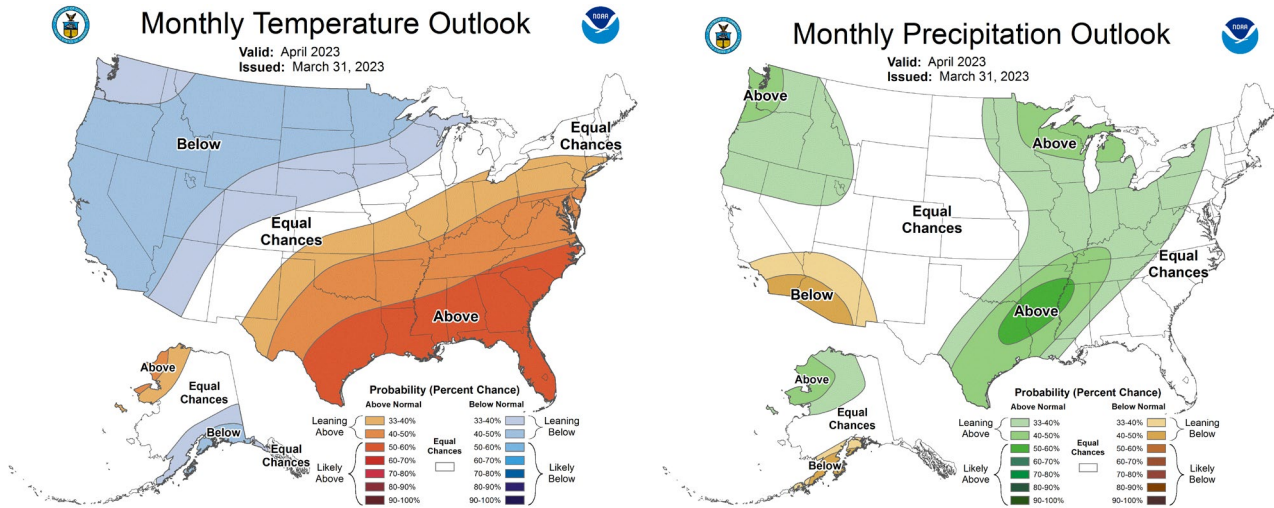 Monthly Temperature Outlook
Valid: April 2023
Issued: March 31, 2023
NOAA
Below
Equal
Chances
Equal
Chances
Above
Above
Equal
Chances
Below
Equal
Chances
Probability (Percent Chance)
Above Normal
Below Normal
Leaning
Above
33-40%
40-50%
Equal
Chances
33-40%
40-50%
Leaning
Below
Likely
Above
50-60%
60-70%
70-80%
80-90%
90-100%
50-60%
60-70%
70-80%
80-90%
90-100%
Likely
Below
Monthly Precipitation Outlook
Valid: April 2023
Issued: March 31, 2023
NOAA
Above
Above
Equal
Chances
Equal
Chances
Below
Above
Above
Equal
Chances
Below
Probability (Percent Chance)
Above Normal
Below Normal
Leaning
Above
33-40%
40-50%
Equal
Chances
33-40%
40-50%
Leaning
Below
Likely
Above
50-60%
60-70%
70-80%
80-90%
90-100%
50-60%
60-70%
70-80%
80-90%
90-100%
Likely
Below